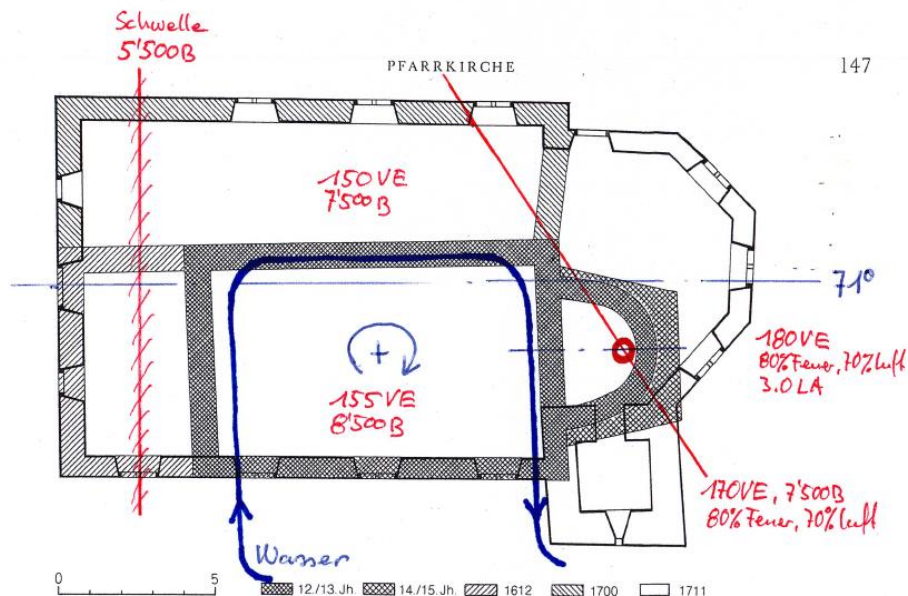 Schwelle
5'500B
PFARRKIRCHE
147
150VE
7'500B
71°
180VE
80% Feuer, 70% Luft
3.0 LA
155VE
8'500B
170VE, 7'500B
80% Feuer, 70% Luft
Wasser
0 5
12./13. Jh. 14./15. Jh. 1612 1700 1711